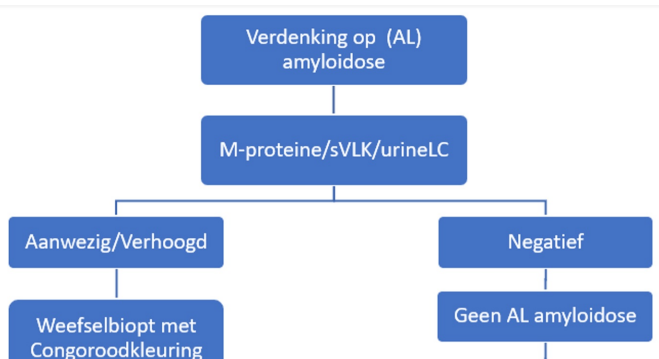 Verdenking op (AL)
amyloidose
M-proteine/sVLK/urineLC
Aanwezig/Verhoogd
Negatief
Geen AL amyloidose
Weefselbiopt met
Congoroodkleuring